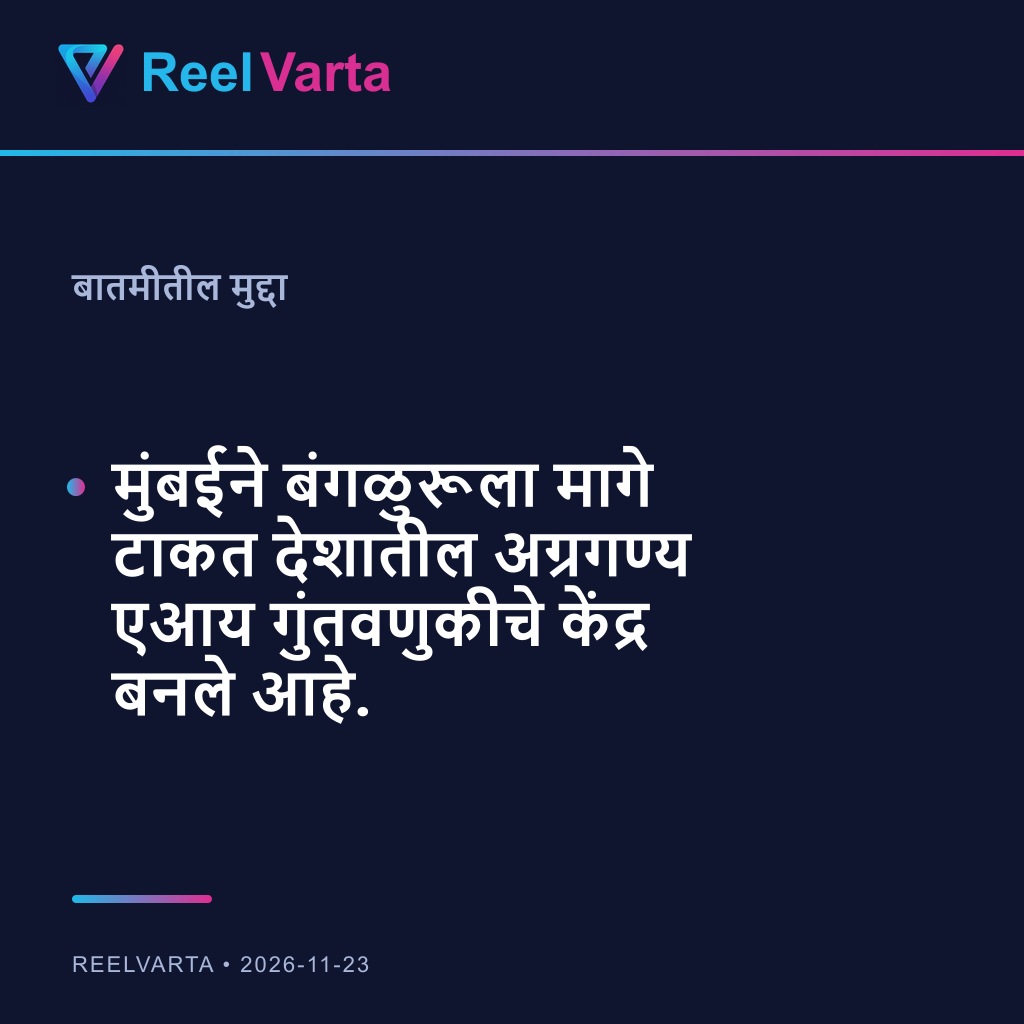 ReelVarta
बातमीतील मुद्दा
• मुंबईने बंगळुरूला मागे
टाकत देशातील अग्रगण्य
एआय गुंतवणुकीचे केंद्र
बनले आहे.
REELVARTA • 2026-11-23